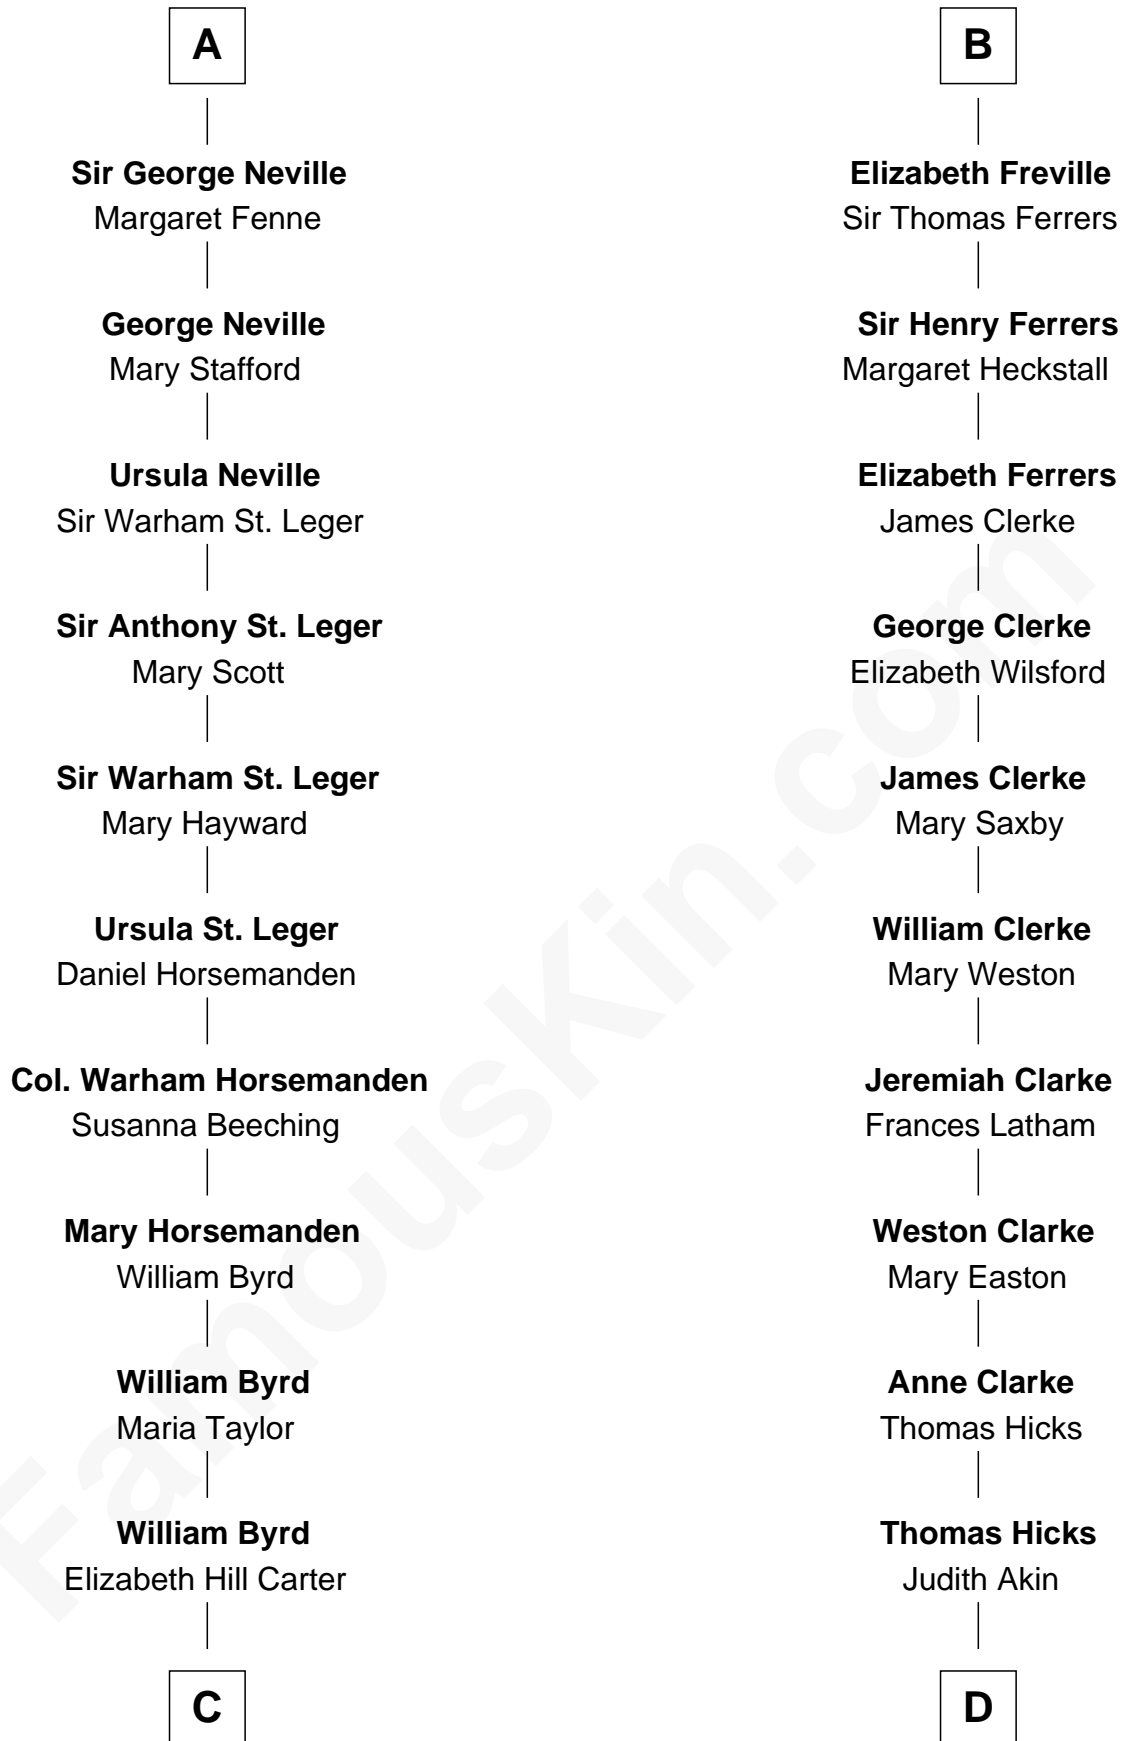 A
Sir George Neville
Margaret Fenne
George Neville
Mary Stafford
Ursula Neville
Sir Warham St. Leger
Sir Anthony St. Leger
Mary Scott
Sir Warham St. Leger
Mary Hayward
Ursula St. Leger
Daniel Horsemanden
Col. Warham Horsemanden
Susanna Beeching
Mary Horsemanden
William Byrd
William Byrd
Maria Taylor
William Byrd
Elizabeth Hill Carter
C
B
Elizabeth Freville
Sir Thomas Ferrers
Sir Henry Ferrers
Margaret Heckstall
Elizabeth Ferrers
James Clerke
George Clerke
Elizabeth Wilsford
James Clerke
Mary Saxby
William Clerke
Mary Weston
Jeremiah Clarke
Frances Latham
Weston Clarke
Mary Easton
Anne Clarke
Thomas Hicks
Thomas Hicks
Judith Akin
D
FamousKin.com